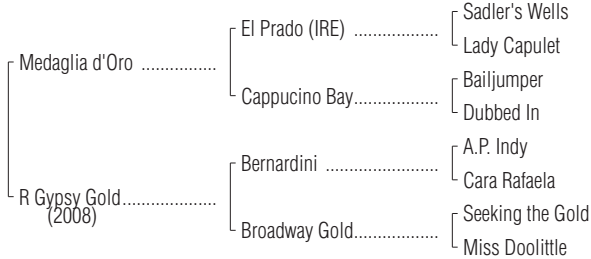 Sadler's Wells
El Prado (IRE) ..................
Lady Capulet
Medaglia d'Oro ................
Bailjumper
Cappucino Bay..................
Dubbed In
A.P. Indy
Bernardini ........................
Cara Rafaela
R Gypsy Gold....................
(2008)
Seeking the Gold
Broadway Gold..................
Miss Doolittle